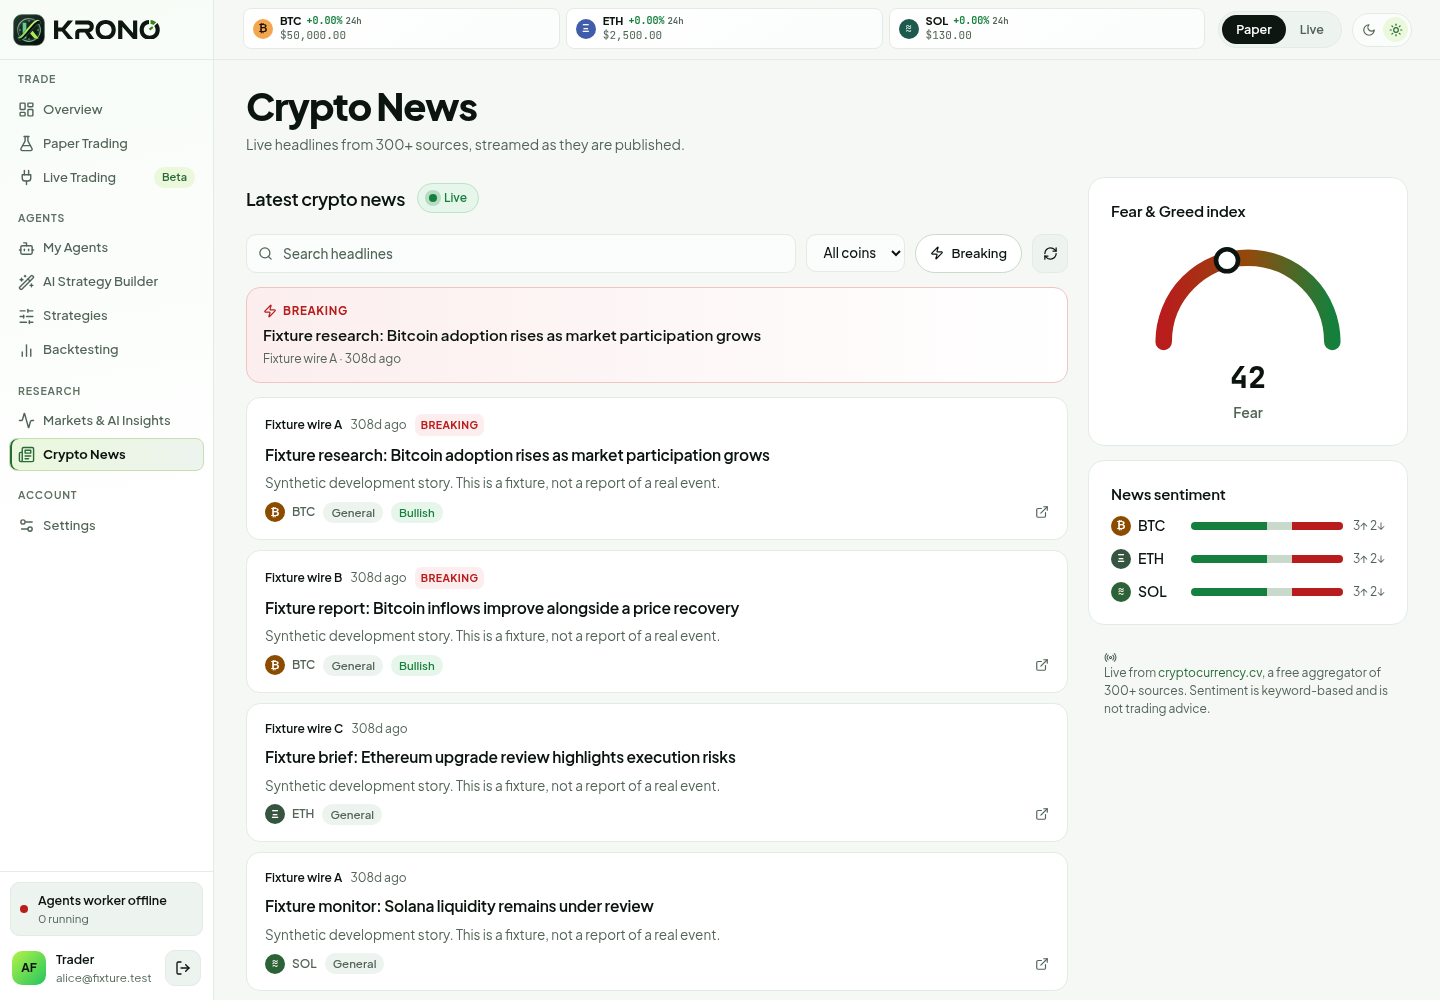 KRONO
BTC +0.00% 24h
$50,000.00
ETH +0.00% 24h
$2,500.00
SOL +0.00% 24h
$130.00
Paper
Live
TRADE
Overview
Paper Trading
Live Trading
Beta
AGENTS
My Agents
AI Strategy Builder
Strategies
Backtesting
RESEARCH
Markets & AI Insights
Crypto News
ACCOUNT
Settings
Agents worker offline
0 running
AF
Trader
alice@fixture.test
Crypto News
Live headlines from 300+ sources, streamed as they are published.
Latest crypto news
Live
Search headlines
All coins
Breaking
BREAKING
Fixture research: Bitcoin adoption rises as market participation grows
Fixture wire A · 308d ago
Fixture wire A 308d ago BREAKING
Fixture research: Bitcoin adoption rises as market participation grows
Synthetic development story. This is a fixture, not a report of a real event.
BTC General Bullish
Fixture wire B 308d ago BREAKING
Fixture report: Bitcoin inflows improve alongside a price recovery
Synthetic development story. This is a fixture, not a report of a real event.
BTC General Bullish
Fixture wire C 308d ago
Fixture brief: Ethereum upgrade review highlights execution risks
Synthetic development story. This is a fixture, not a report of a real event.
ETH General
Fixture wire A 308d ago
Fixture monitor: Solana liquidity remains under review
Synthetic development story. This is a fixture, not a report of a real event.
SOL General
Fear & Greed index
42
Fear
News sentiment
BTC 3↑ 2↓
ETH 3↑ 2↓
SOL 3↑ 2↓
Live from cryptocurrency.cv, a free aggregator of
300+ sources. Sentiment is keyword-based and is
not trading advice.